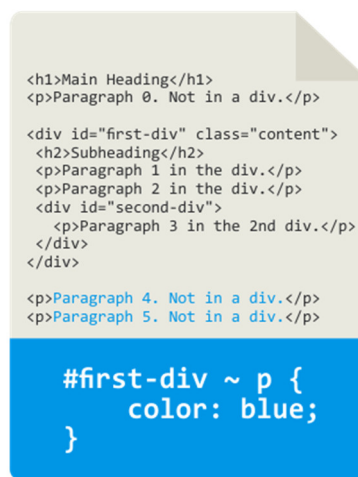 <h1>Main Heading</h1>
<p>Paragraph 0. Not in a div.</p>
<div id="first-div" class="content">
<h2>Subheading</h2>
<p>Paragraph 1 in the div.</p>
<p>Paragraph 2 in the div.</p>
<div id="second-div">
<p>Paragraph 3 in the 2nd div.</p>
</div>
</div>
<p>Paragraph 4. Not in a div.</p>
<p>Paragraph 5. Not in a div.</p>
#first-div ~ p {
color: blue;
}